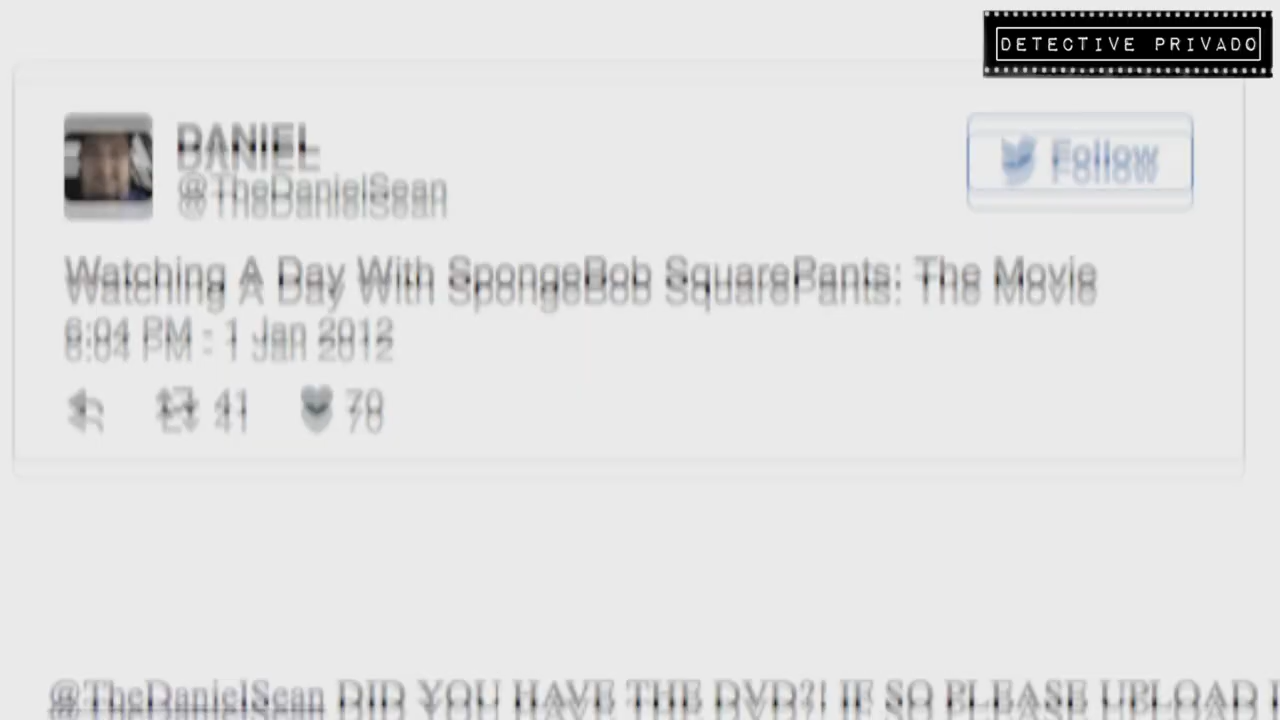 DETECTIVE PRIVADO
DANIEL
@TheDanielSean
Follow
Watching A Day With SpongeBob SquarePants: The Movie
6:04 PM - 1 Jan 2012
41 70
@TheDanielSean DID YOU HAVE THE DVD?! IF SO PLEASE UPLOAD